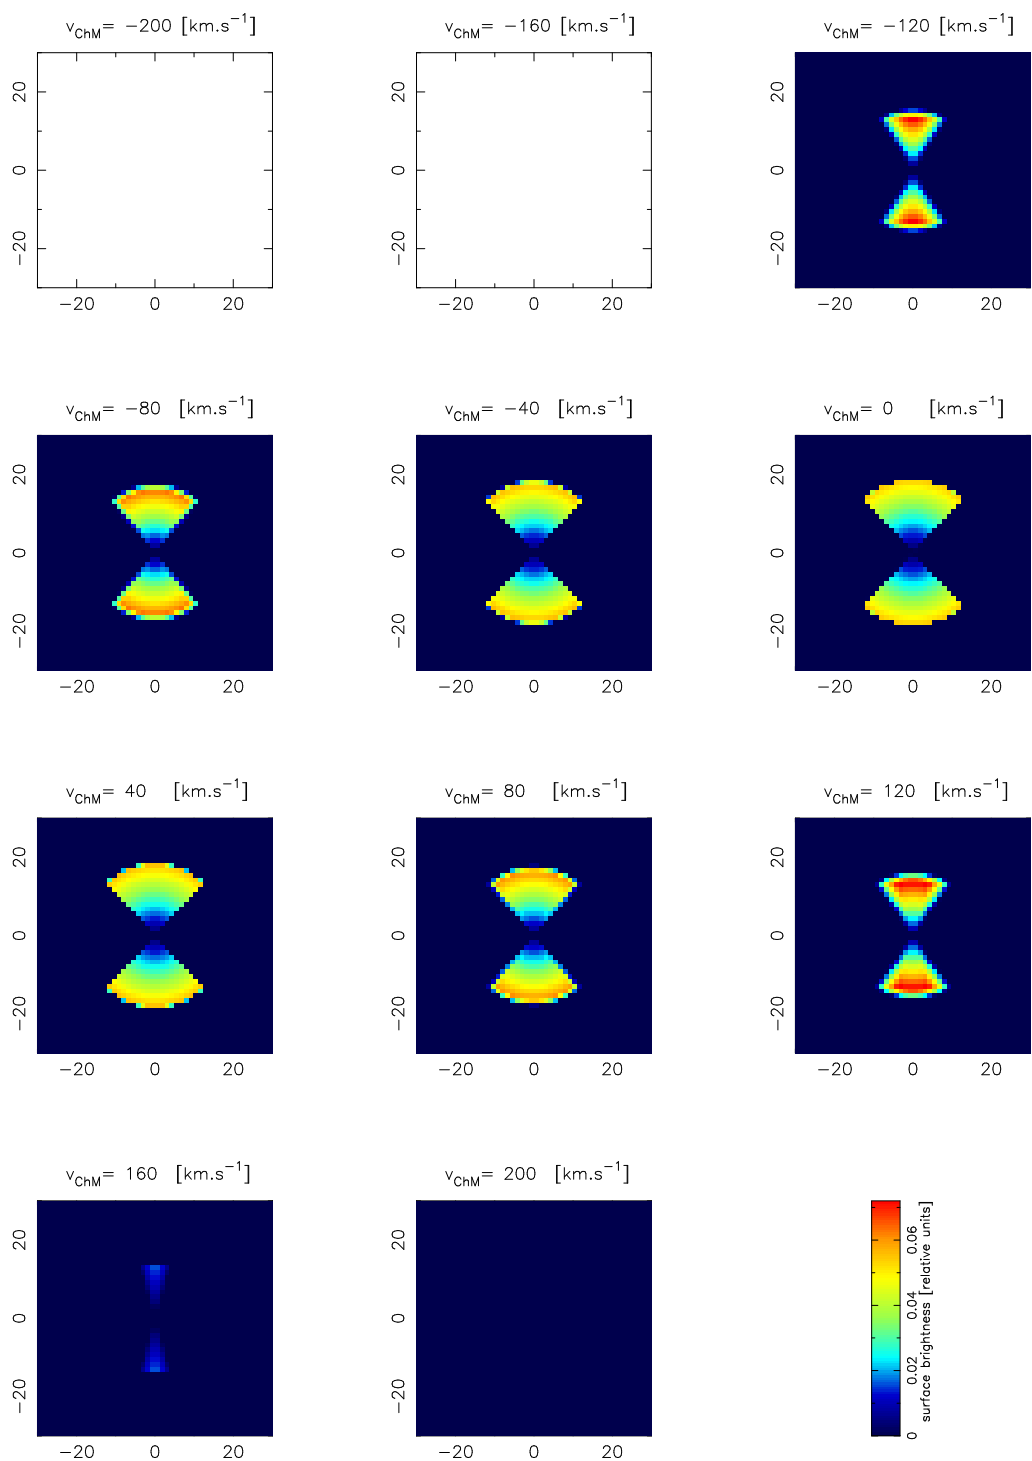 v_ChM= −200 [km.s⁻¹]
v_ChM= −160 [km.s⁻¹]
v_ChM= −120 [km.s⁻¹]
20
0
−20
−20 0 20
20
0
−20
−20 0 20
20
0
−20
−20 0 20
v_ChM= −80 [km.s⁻¹]
v_ChM= −40 [km.s⁻¹]
v_ChM= 0 [km.s⁻¹]
20
0
−20
−20 0 20
20
0
−20
−20 0 20
20
0
−20
−20 0 20
v_ChM= 40 [km.s⁻¹]
v_ChM= 80 [km.s⁻¹]
v_ChM= 120 [km.s⁻¹]
20
0
−20
−20 0 20
20
0
−20
−20 0 20
20
0
−20
−20 0 20
v_ChM= 160 [km.s⁻¹]
v_ChM= 200 [km.s⁻¹]
20
0
−20
−20 0 20
20
0
−20
−20 0 20
0 0.02 0.04 0.06
surface brightness [relative units]